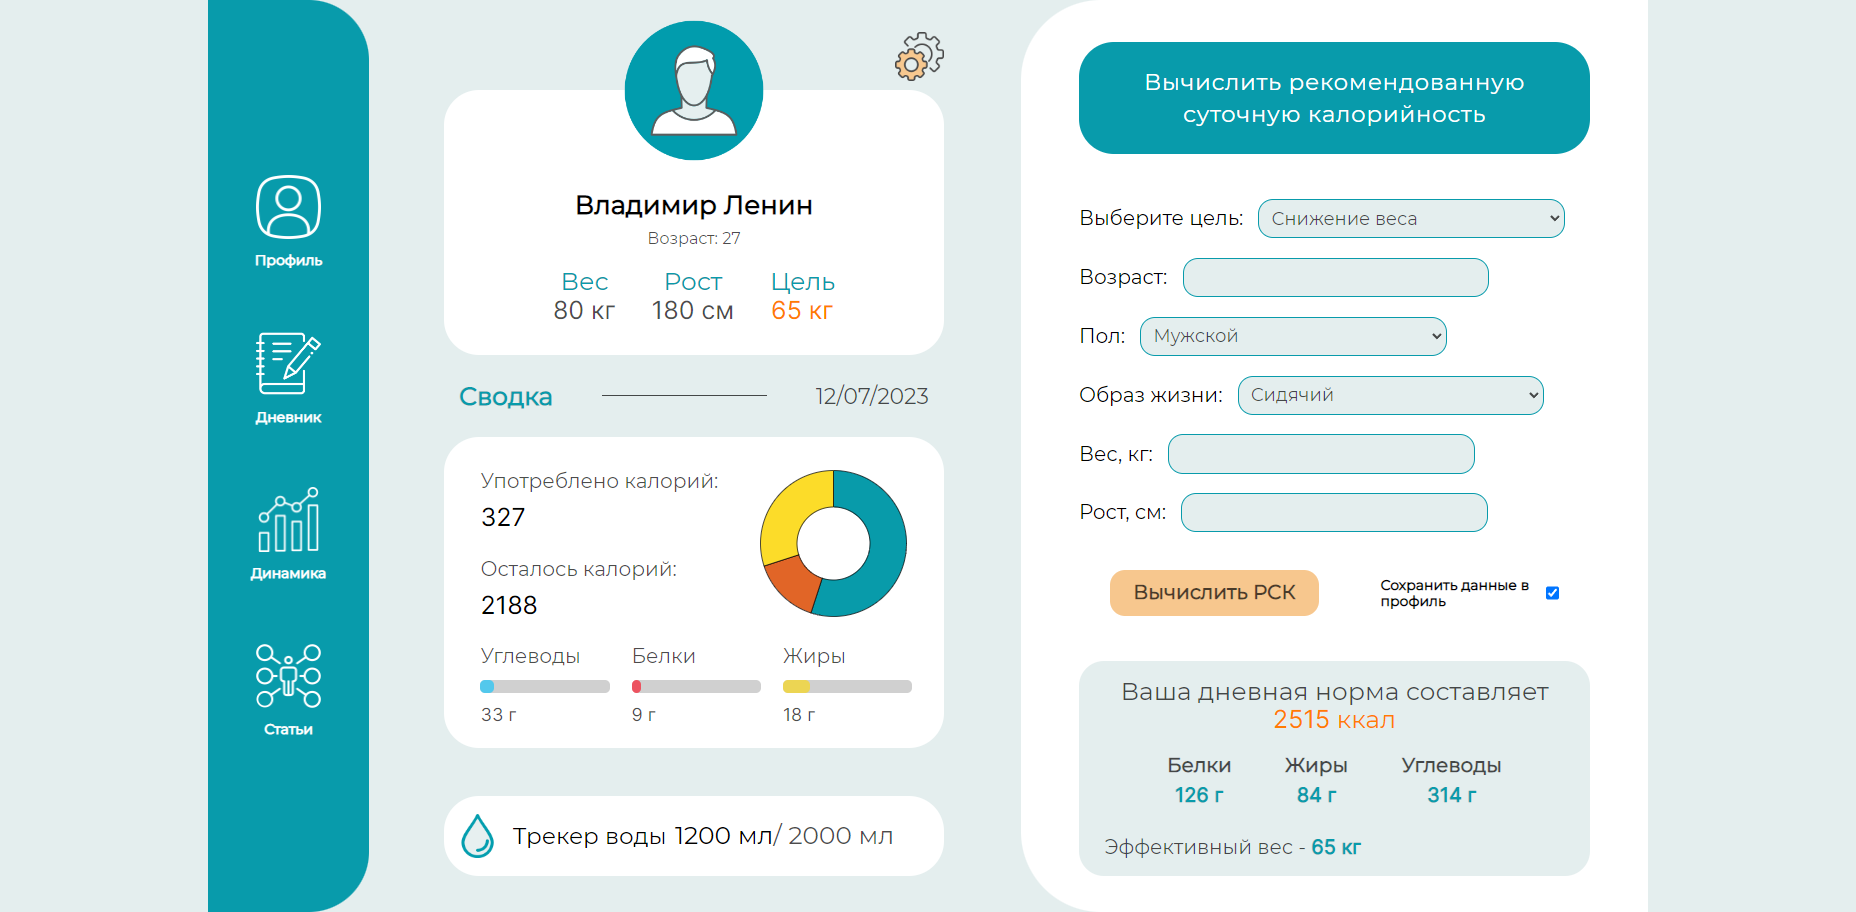 Профиль
Дневник
Динамика
Статьи
Владимир Ленин
Возраст: 27
Вес Рост Цель
80 кг 180 см 65 кг
Сводка 12/07/2023
Употреблено калорий:
327
Осталось калорий:
2188
Углеводы Белки Жиры
33 г 9 г 18 г
Трекер воды 1200 мл/ 2000 мл
Вычислить рекомендованную
суточную калорийность
Выберите цель: Снижение веса
Возраст:
Пол: Мужской
Образ жизни: Сидячий
Вес, кг:
Рост, см:
Вычислить РСК
Сохранить данные в
профиль
Ваша дневная норма составляет
2515 ккал
Белки Жиры Углеводы
126 г 84 г 314 г
Эффективный вес - 65 кг